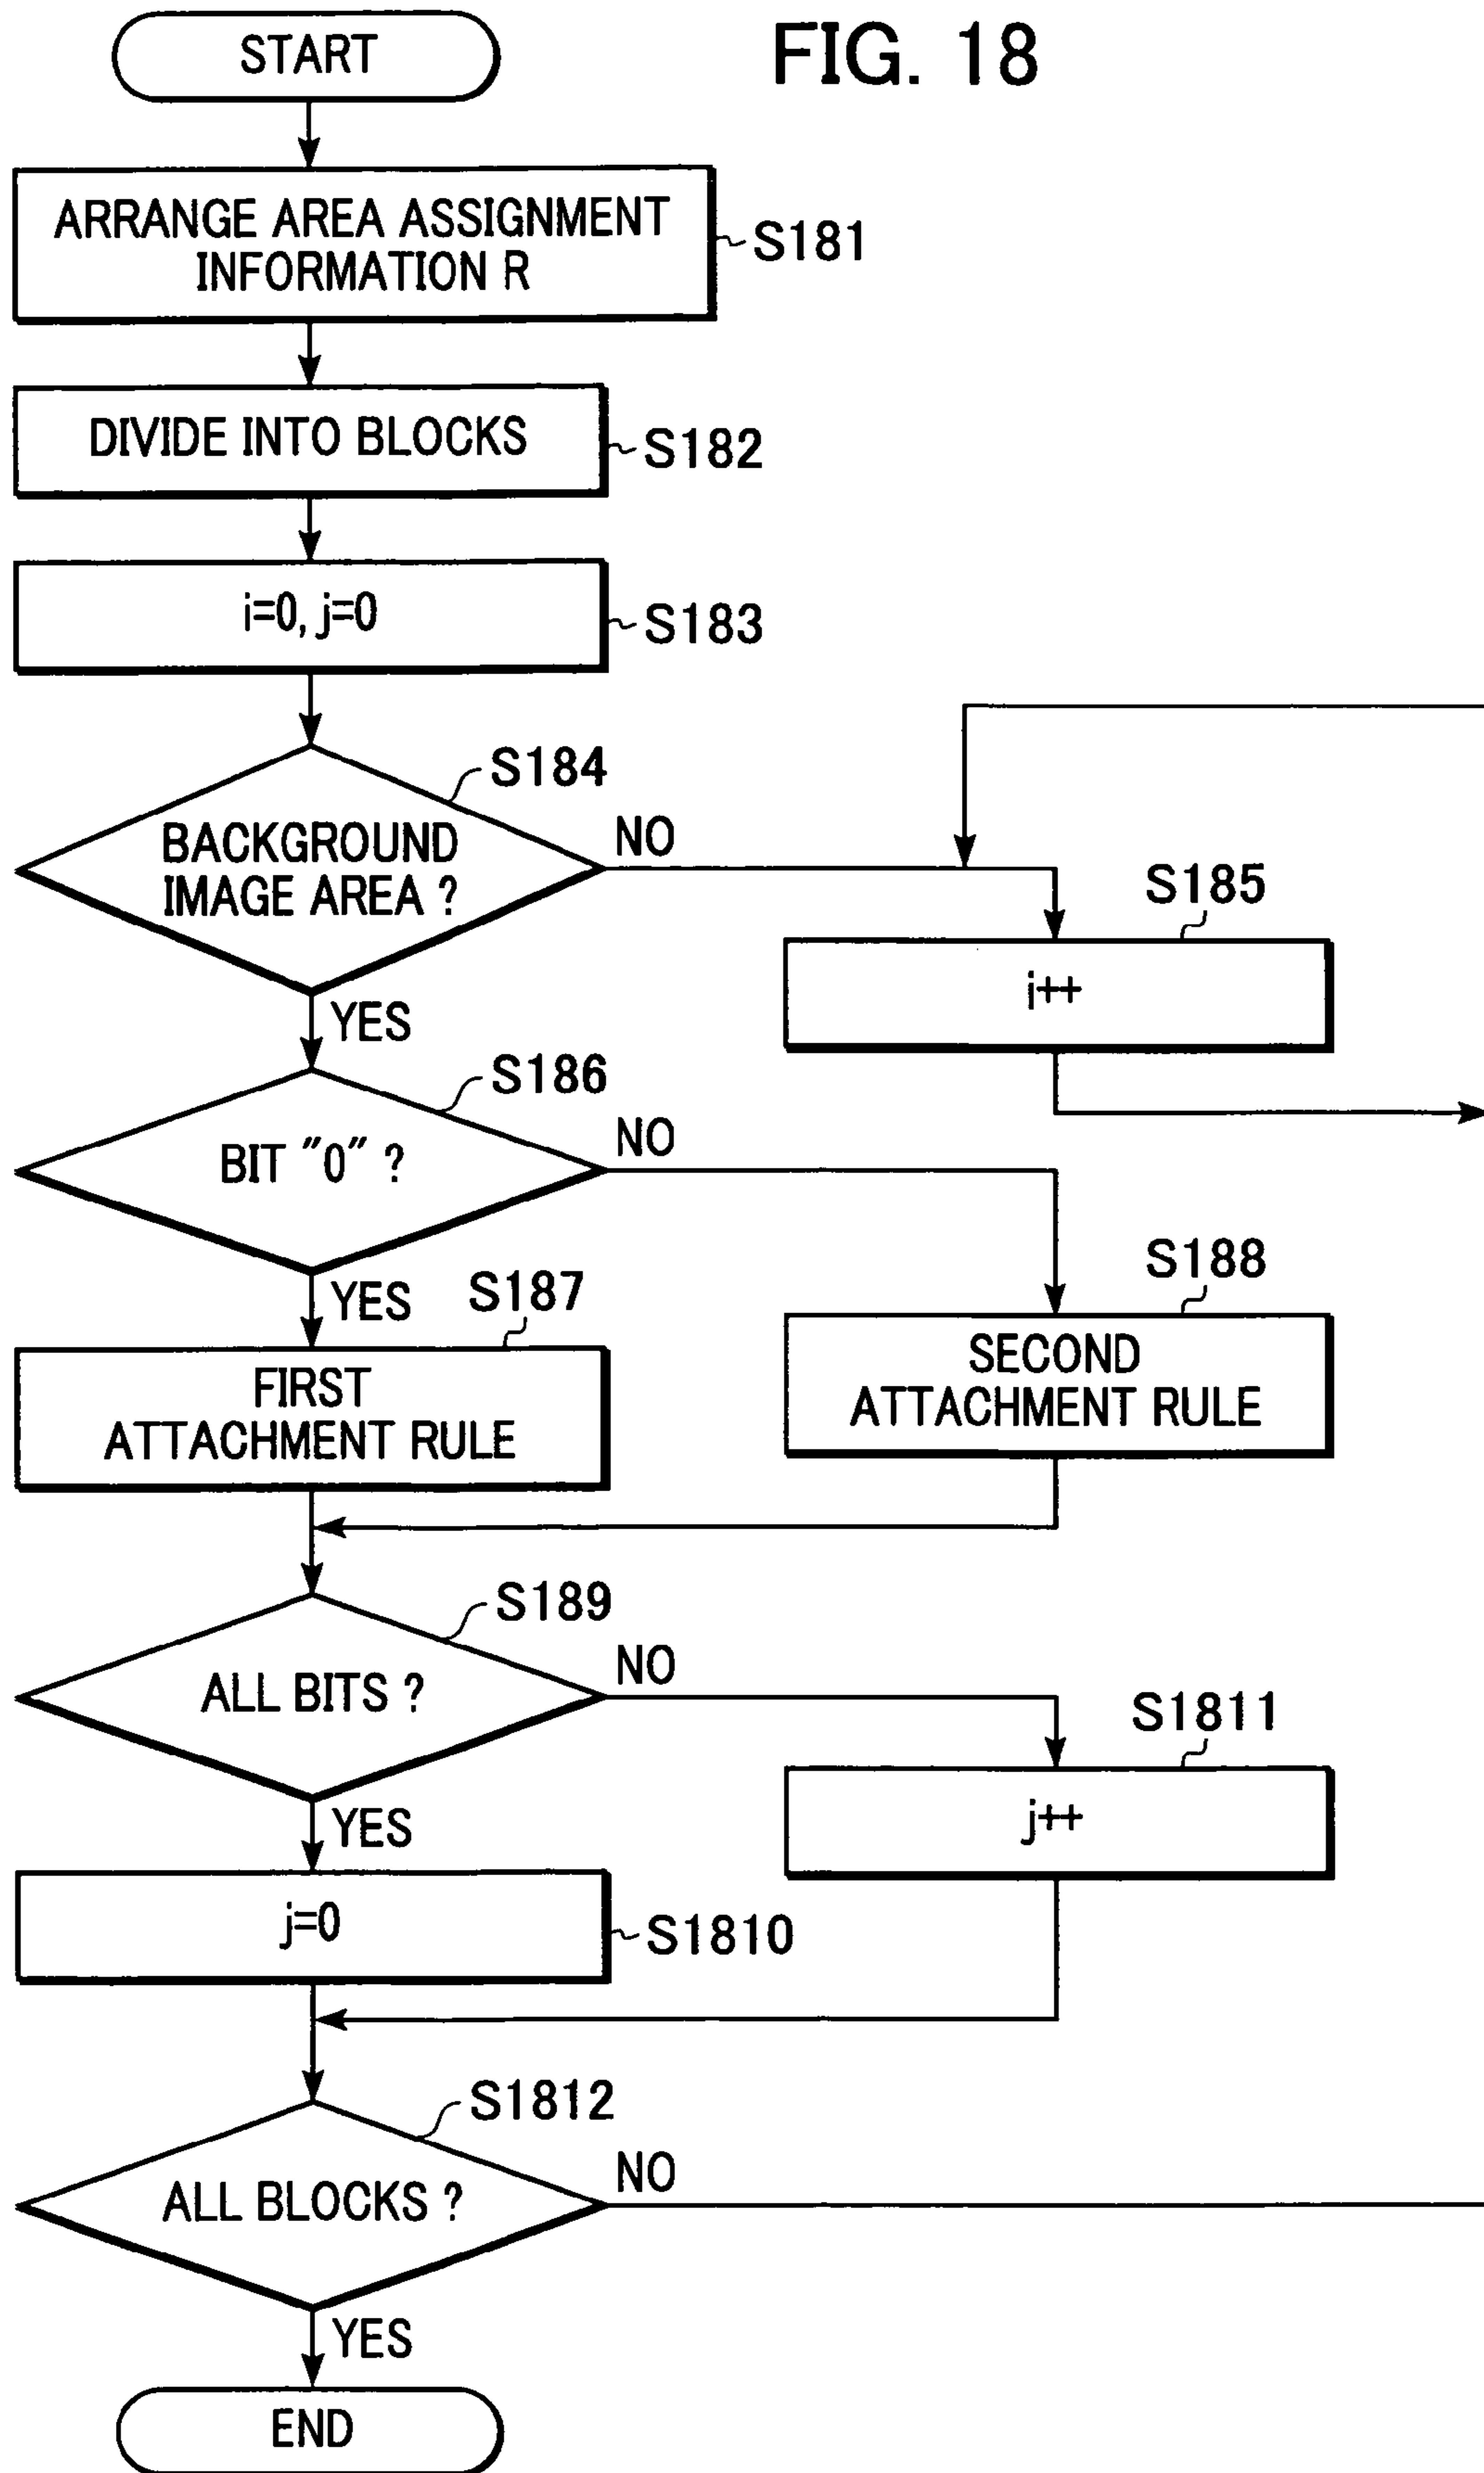 FIG. 18
START
ARRANGE AREA ASSIGNMENT
INFORMATION R
S181
DIVIDE INTO BLOCKS
S182
i=0, j=0
S183
S184
BACKGROUND
IMAGE AREA ?
NO
YES
S185
i++
S186
BIT "0" ?
NO
YES
S187
FIRST
ATTACHMENT RULE
S188
SECOND
ATTACHMENT RULE
S189
ALL BITS ?
NO
YES
S1811
j++
j=0
S1810
S1812
ALL BLOCKS ?
NO
YES
END